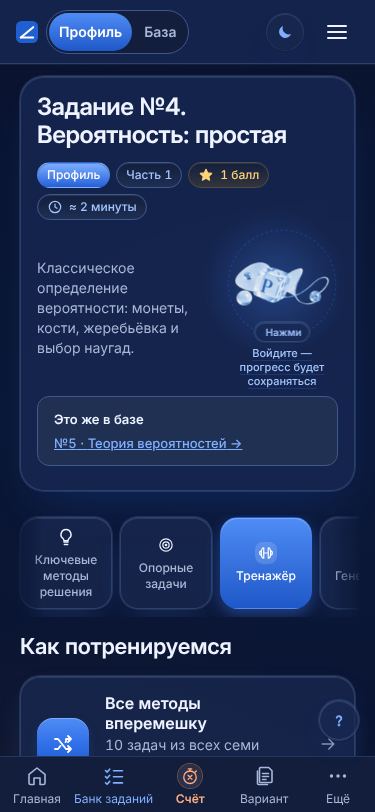 Профиль
База
Задание №4.
Вероятность: простая
Профиль
Часть 1
1 балл
≈ 2 минуты
Классическое
определение
вероятности: монеты,
кости, жеребьёвка и
выбор наугад.
P
Нажми
Войдите —
прогресс будет
сохраняться
Это же в базе
№5 · Теория вероятностей →
Ключевые
методы
решения
Опорные
задачи
Тренажёр
Как потренируемся
Все методы
вперемешку
10 задач из всех семи
→
?
Главная
Банк заданий
Счёт
Вариант
Ещё